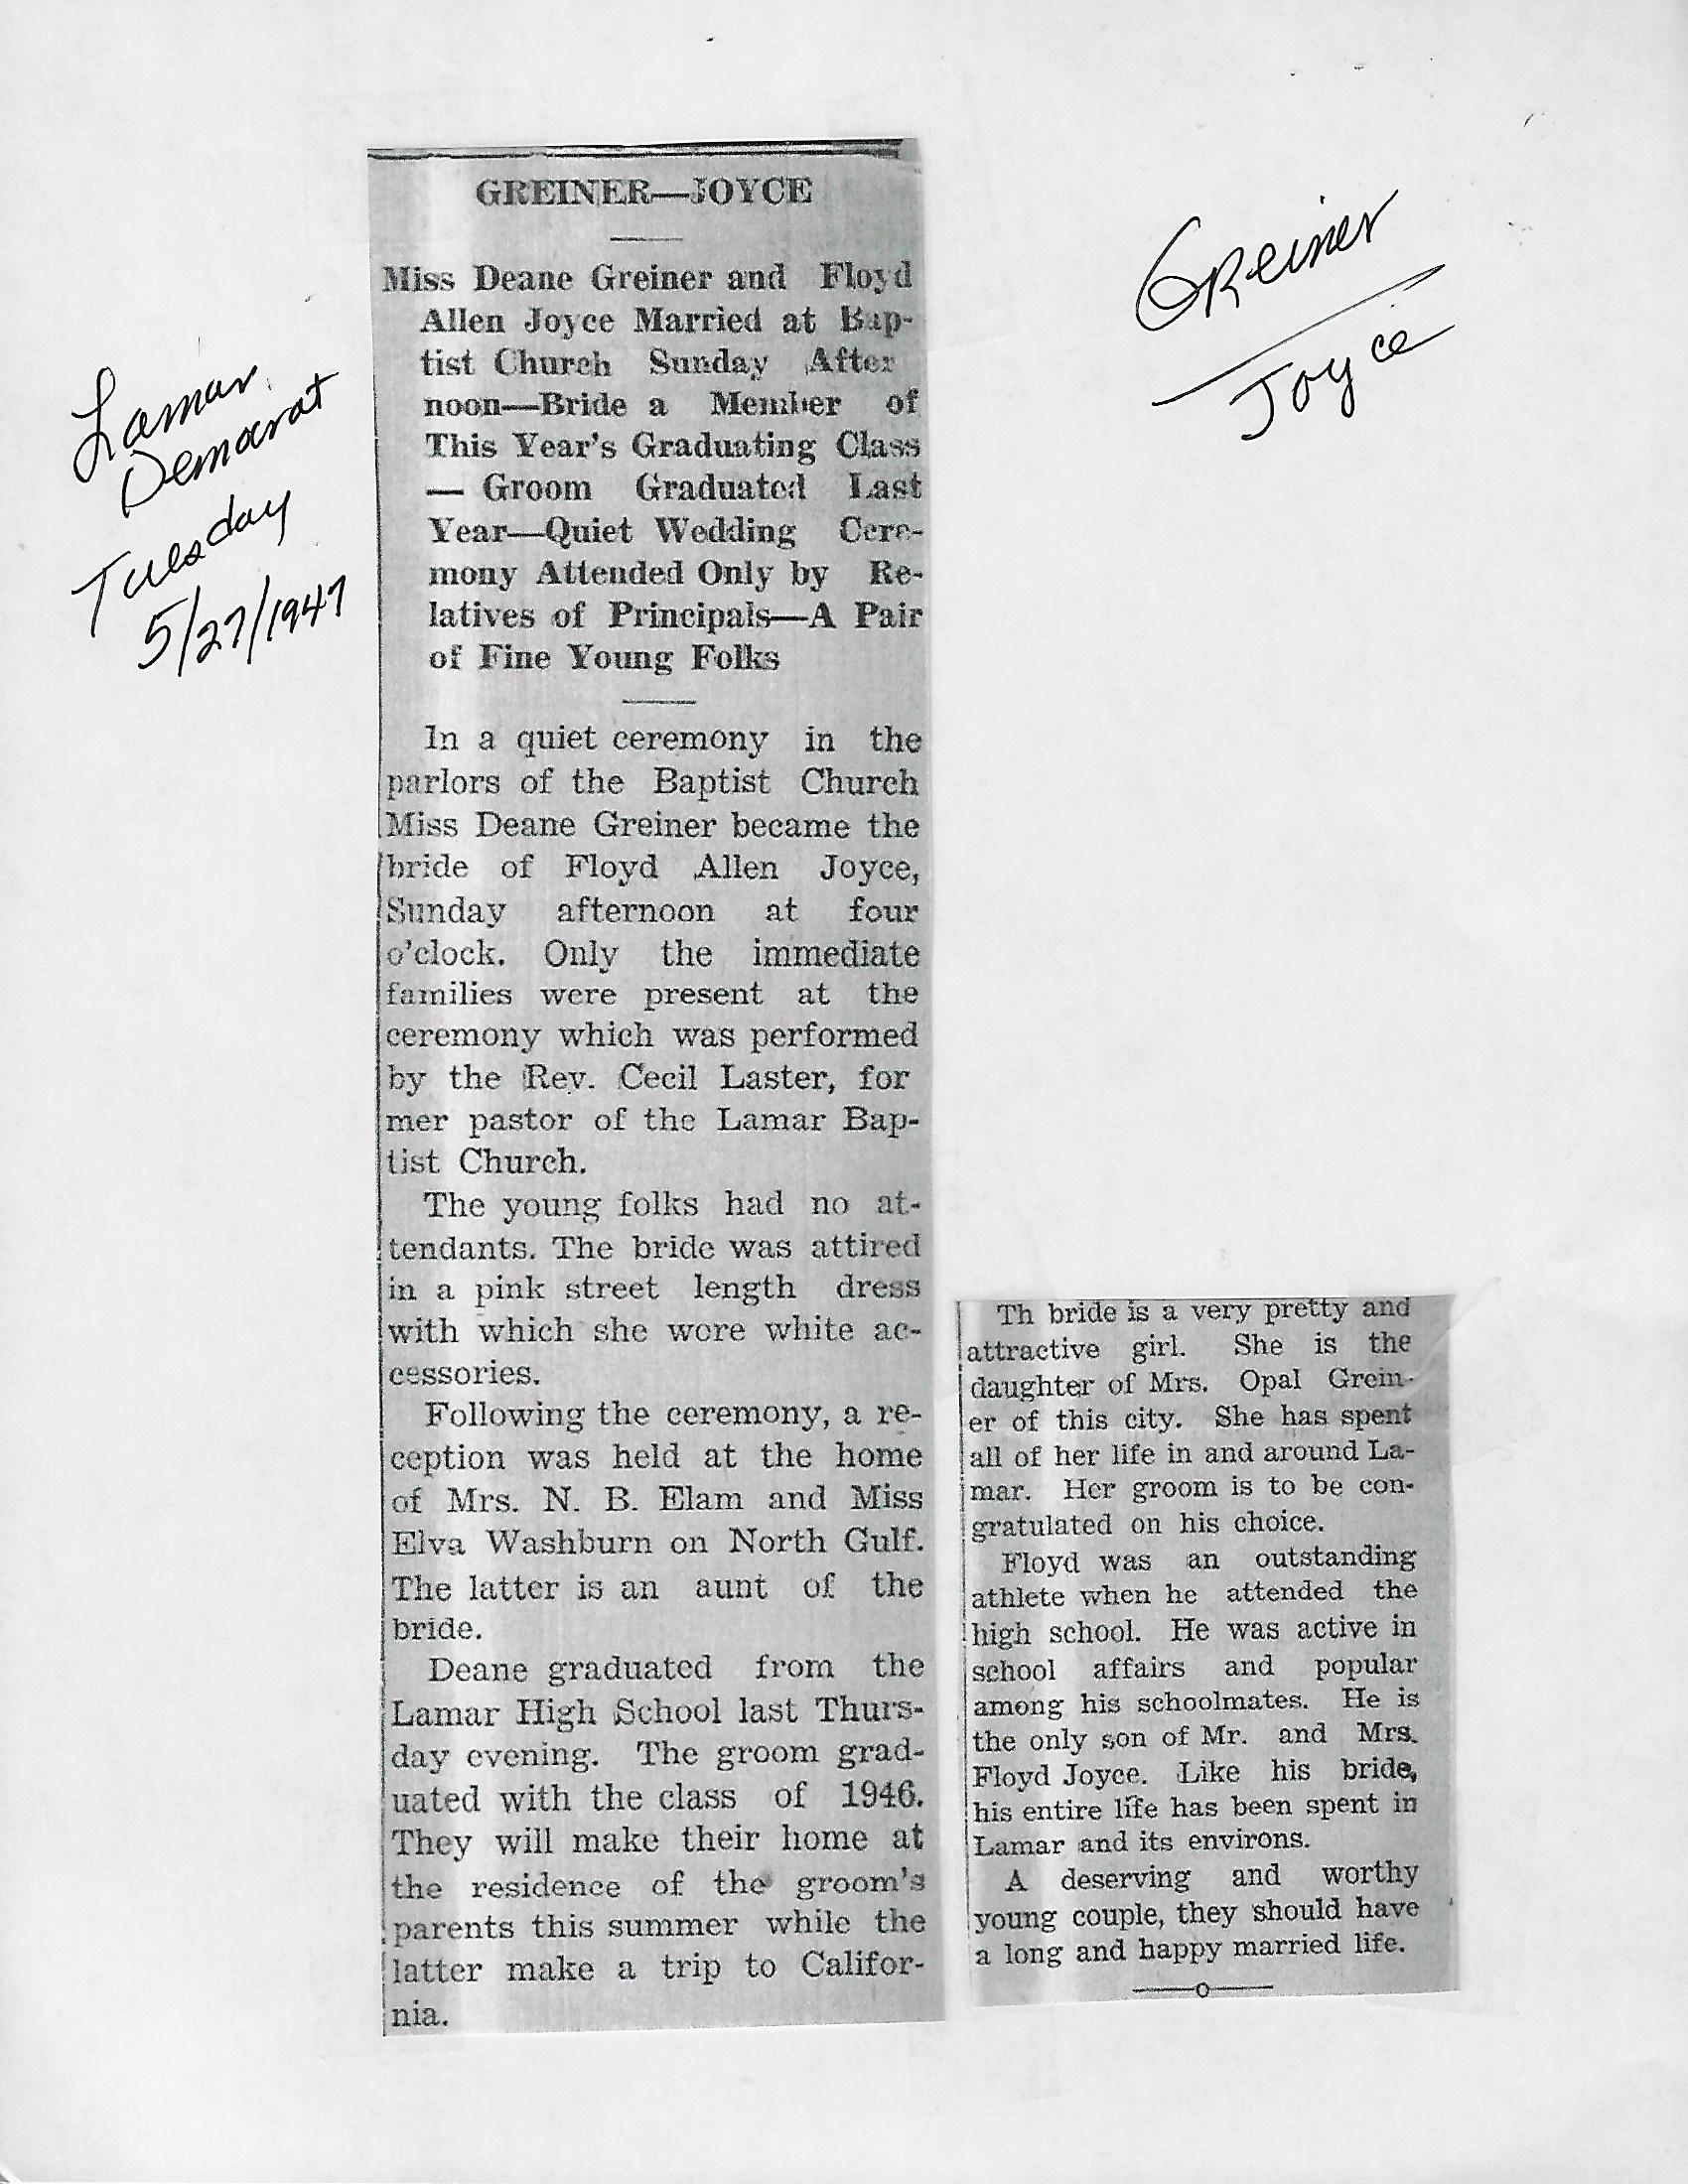 Lamar
Democrat
Tuesday
5/27/1947
Greiner
Joyce
GREINER—JOYCE
Miss Deane Greiner and Floyd
Allen Joyce Married at Bap-
tist Church Sunday After
noon—Bride a Member of
This Year's Graduating Class
— Groom Graduated Last
Year—Quiet Wedding Cere-
mony Attended Only by Re-
latives of Principals—A Pair
of Fine Young Folks
In a quiet ceremony in the
parlors of the Baptist Church
Miss Deane Greiner became the
bride of Floyd Allen Joyce,
Sunday afternoon at four
o'clock. Only the immediate
families were present at the
ceremony which was performed
by the Rev. Cecil Laster, for
mer pastor of the Lamar Bap-
tist Church.
The young folks had no at-
tendants. The bride was attired
in a pink street length dress
with which she wore white ac-
cessories.
Following the ceremony, a re-
ception was held at the home
of Mrs. N. B. Elam and Miss
Elva Washburn on North Gulf.
The latter is an aunt of the
bride.
Deane graduated from the
Lamar High School last Thurs-
day evening. The groom grad-
uated with the class of 1946.
They will make their home at
the residence of the groom's
parents this summer while the
latter make a trip to Califor-
nia.
Th bride is a very pretty and
attractive girl. She is the
daughter of Mrs. Opal Grein-
er of this city. She has spent
all of her life in and around La-
mar. Her groom is to be con-
gratulated on his choice.
Floyd was an outstanding
athlete when he attended the
high school. He was active in
school affairs and popular
among his schoolmates. He is
the only son of Mr. and Mrs.
Floyd Joyce. Like his bride,
his entire life has been spent in
Lamar and its environs.
A deserving and worthy
young couple, they should have
a long and happy married life.